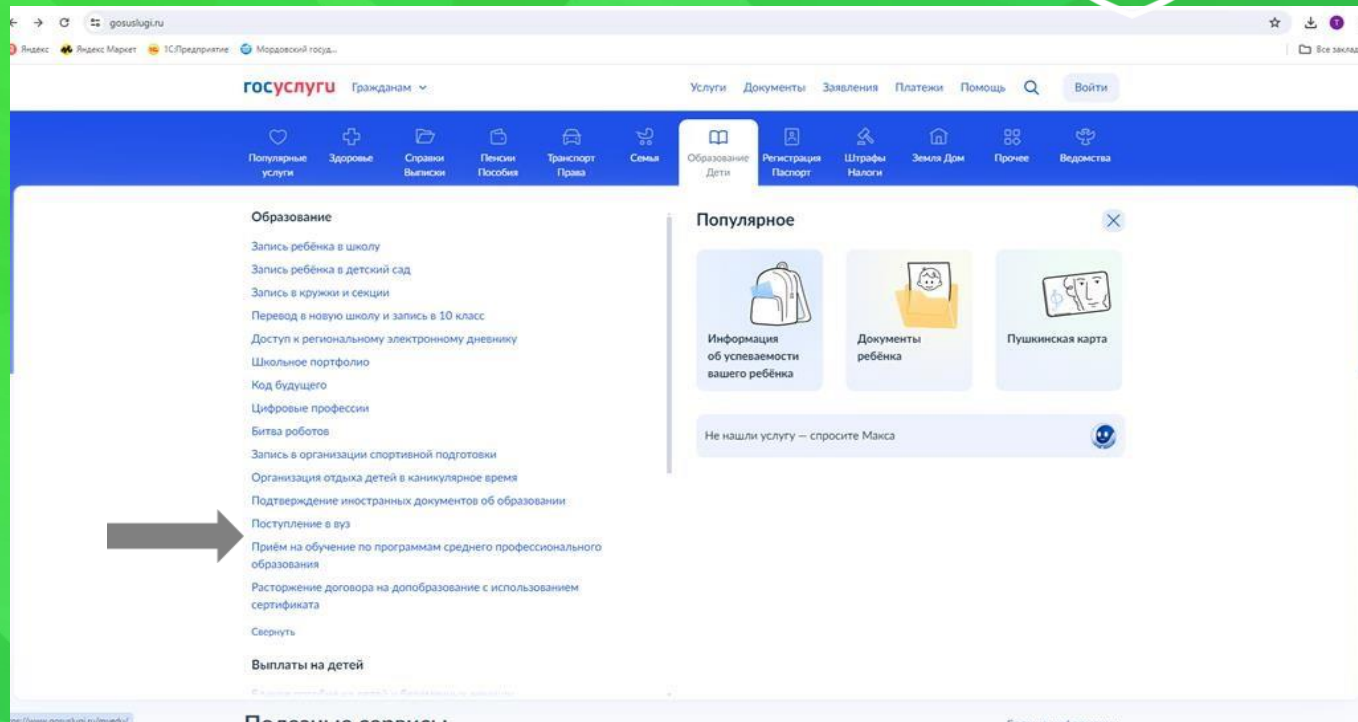 gosuslugi.ru
Яндекс Яндекс Маркет 1С:Предприятие Мордовский госуд... Все заклад
госуслуги Гражданам Услуги Документы Заявления Платежи Помощь Войти
Популярные услуги
Здоровье
Справки Выписки
Пенсии Пособия
Транспорт Права
Семья
Образование Дети
Регистрация Паспорт
Штрафы Налоги
Земля Дом
Прочее
Ведомства
Образование
Запись ребёнка в школу
Запись ребёнка в детский сад
Запись в кружки и секции
Перевод в новую школу и запись в 10 класс
Доступ к региональному электронному дневнику
Школьное портфолио
Код будущего
Цифровые профессии
Битва роботов
Запись в организации спортивной подготовки
Организация отдыха детей в каникулярное время
Подтверждение иностранных документов об образовании
Поступление в вуз
Приём на обучение по программам среднего профессионального
образования
Расторжение договора на допобразование с использованием
сертификата
Свернуть
Выплаты на детей
Популярное
Информация
об успеваемости
вашего ребёнка
Документы
ребёнка
Пушкинская карта
Не нашли услугу — спросите Макса
Полезные сервисы